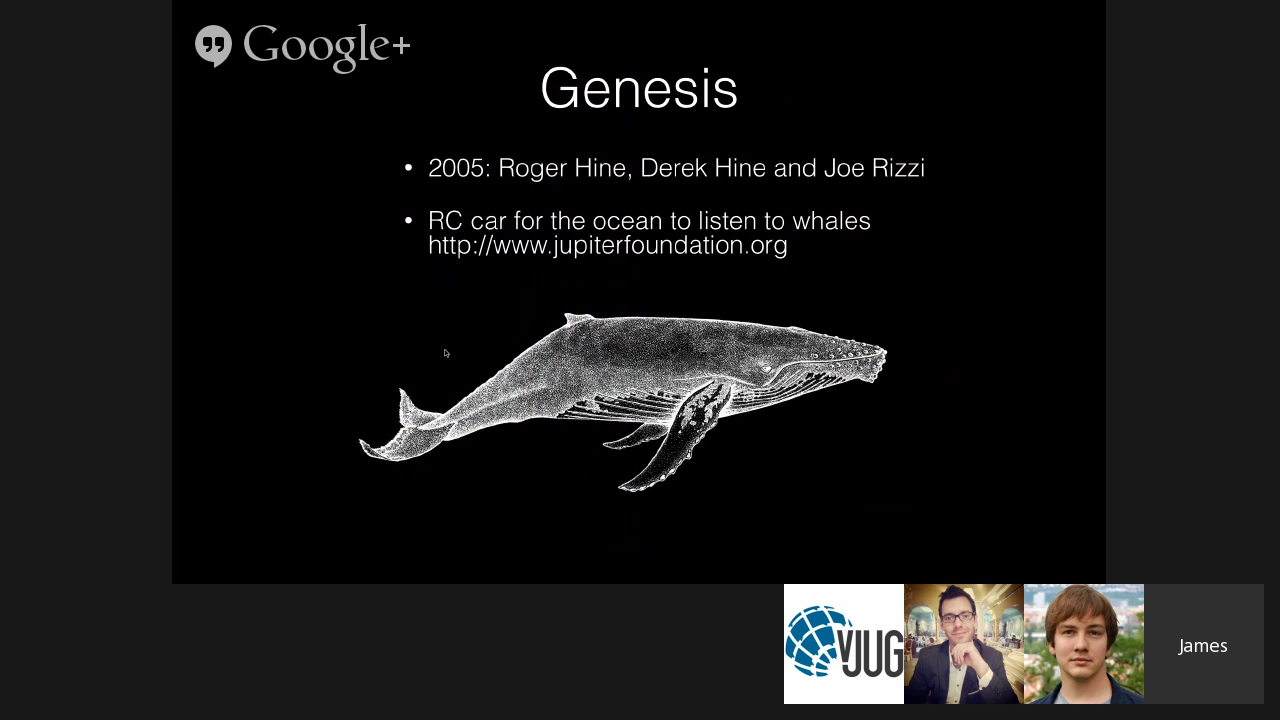 Google+
Genesis
• 2005: Roger Hine, Derek Hine and Joe Rizzi
• RC car for the ocean to listen to whales
http://www.jupiterfoundation.org
vJUG
James